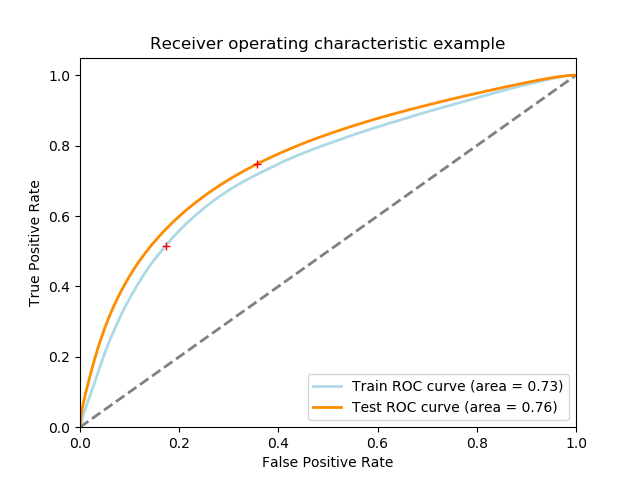 Receiver operating characteristic example
True Positive Rate
1.0
0.8
0.6
0.4
0.2
0.0
0.0 0.2 0.4 0.6 0.8 1.0
False Positive Rate
Train ROC curve (area = 0.73)
Test ROC curve (area = 0.76)